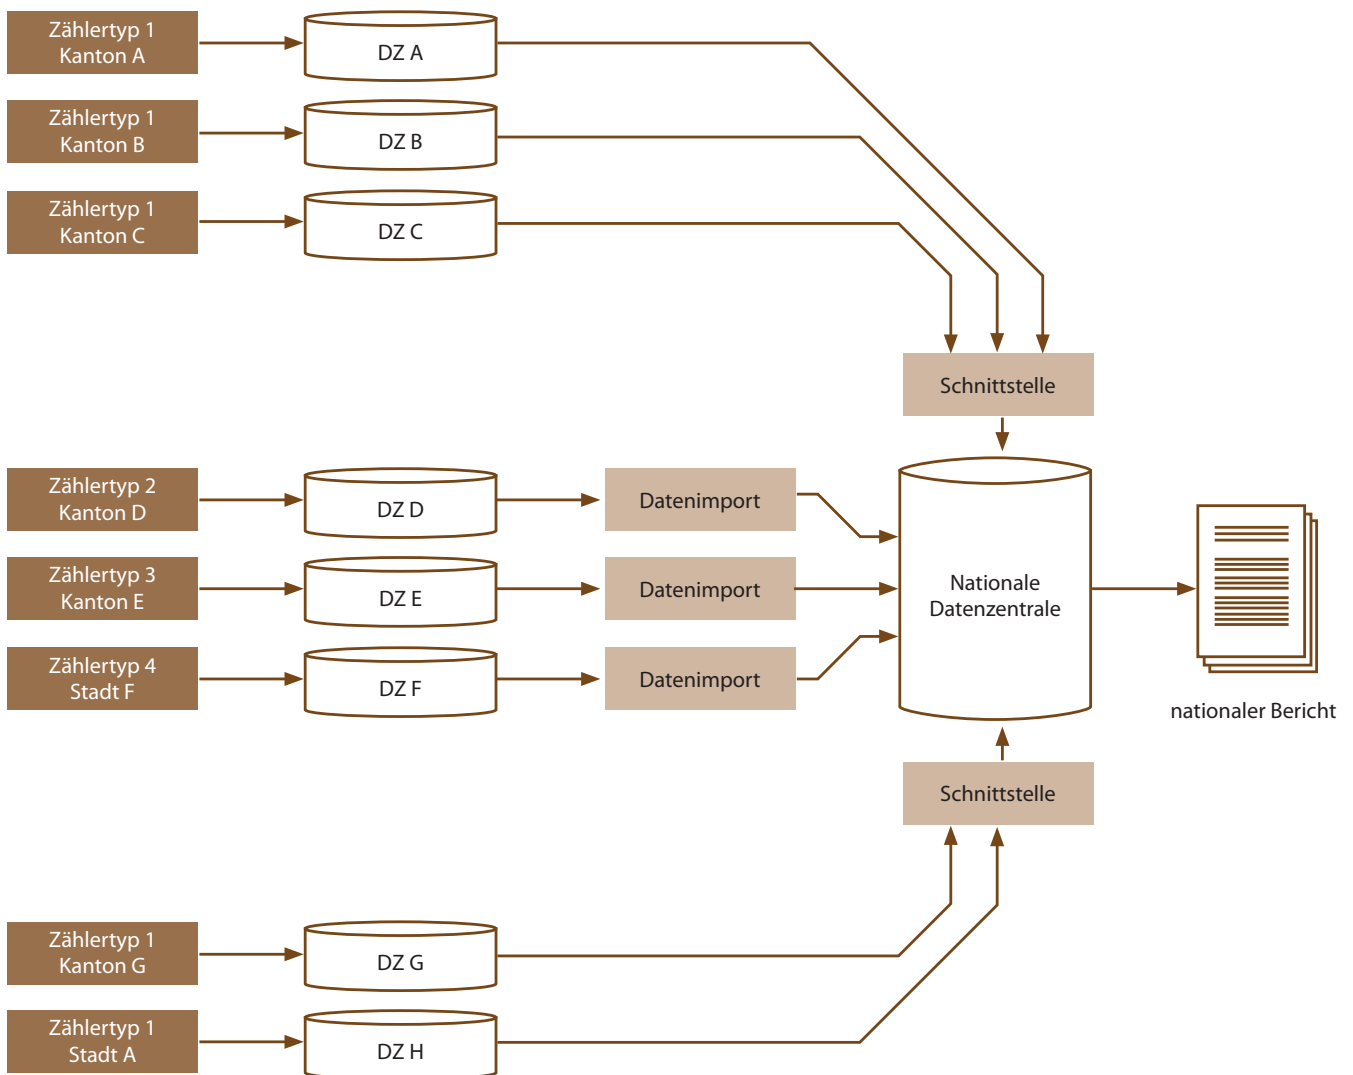 Zählertyp 1
Kanton A
DZ A
Zählertyp 1
Kanton B
DZ B
Zählertyp 1
Kanton C
DZ C
Schnittstelle
Zählertyp 2
Kanton D
DZ D
Datenimport
Zählertyp 3
Kanton E
DZ E
Datenimport
Nationale
Datenzentrale
Zählertyp 4
Stadt F
DZ F
Datenimport
nationaler Bericht
Schnittstelle
Zählertyp 1
Kanton G
DZ G
Zählertyp 1
Stadt A
DZ H